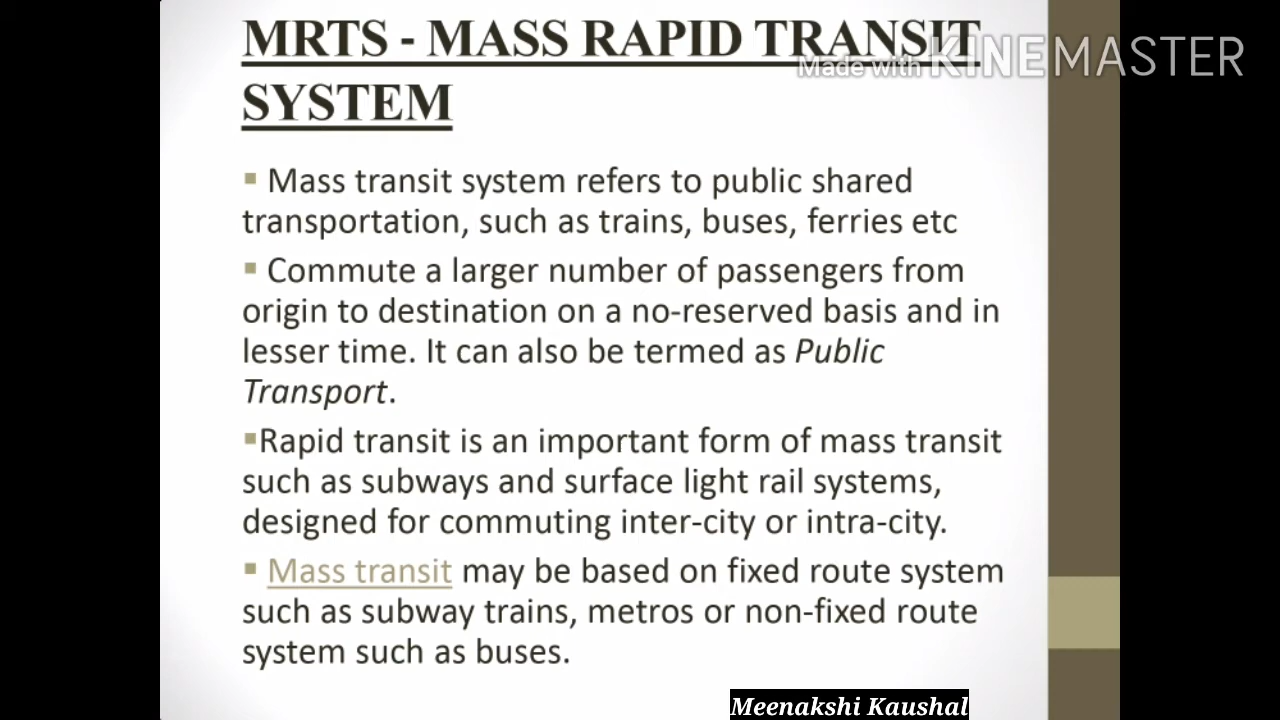 MRTS - MASS RAPID TRANSIT
Made with KINEMASTER
SYSTEM
▪ Mass transit system refers to public shared
transportation, such as trains, buses, ferries etc
▪ Commute a larger number of passengers from
origin to destination on a no-reserved basis and in
lesser time. It can also be termed as Public
Transport.
▪Rapid transit is an important form of mass transit
such as subways and surface light rail systems,
designed for commuting inter-city or intra-city.
▪ Mass transit may be based on fixed route system
such as subway trains, metros or non-fixed route
system such as buses.
Meenakshi Kaushal